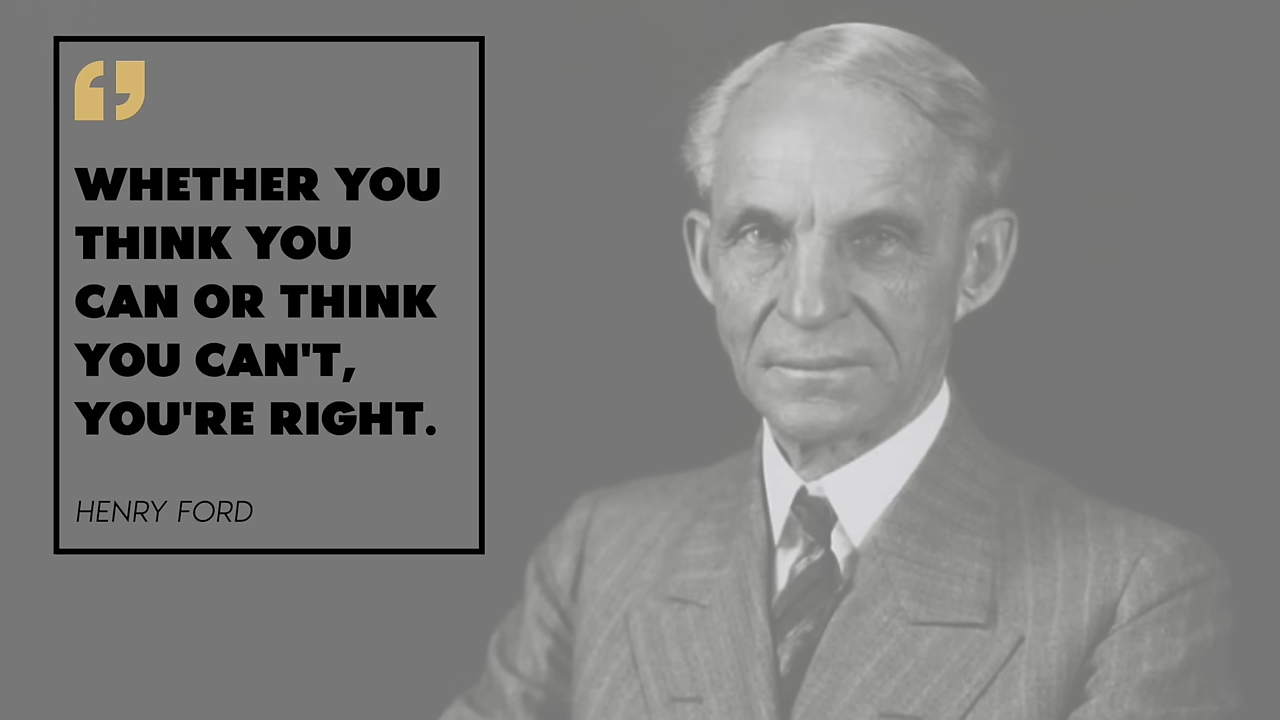 WHETHER YOU
THINK YOU
CAN OR THINK
YOU CAN'T,
YOU'RE RIGHT.
HENRY FORD